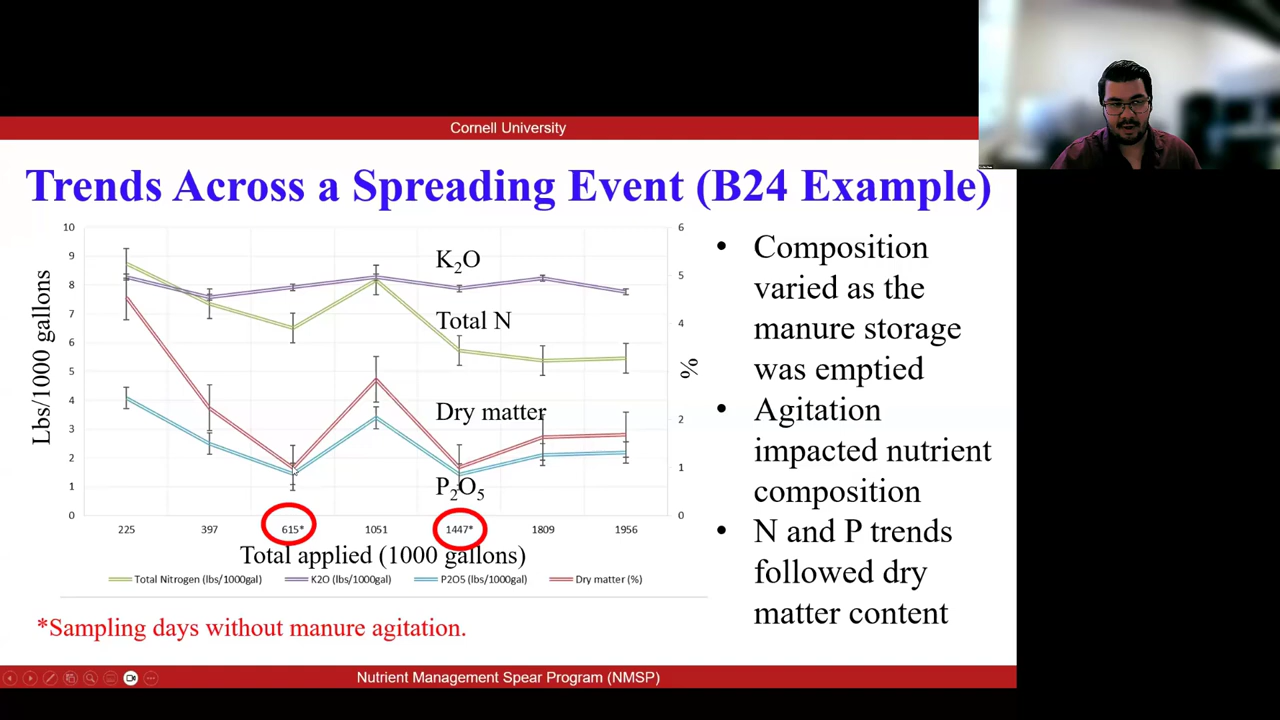 Cornell University
Trends Across a Spreading Event (B24 Example)
10
9
8
7
6
5
4
3
2
1
0
Lbs/1000 gallons
6
5
4
2
1
0
%
K₂O
Total N
Dry matter
P₂O₅
225 397 615* 1051 1447* 1809 1956
Total applied (1000 gallons)
Total Nitrogen (lbs/1000gal) K2O (lbs/1000gal) P2O5 (lbs/1000gal) Dry matter (%)
*Sampling days without manure agitation.
• Composition
varied as the
manure storage
was emptied
• Agitation
impacted nutrient
composition
• N and P trends
followed dry
matter content
Nutrient Management Spear Program (NMSP)